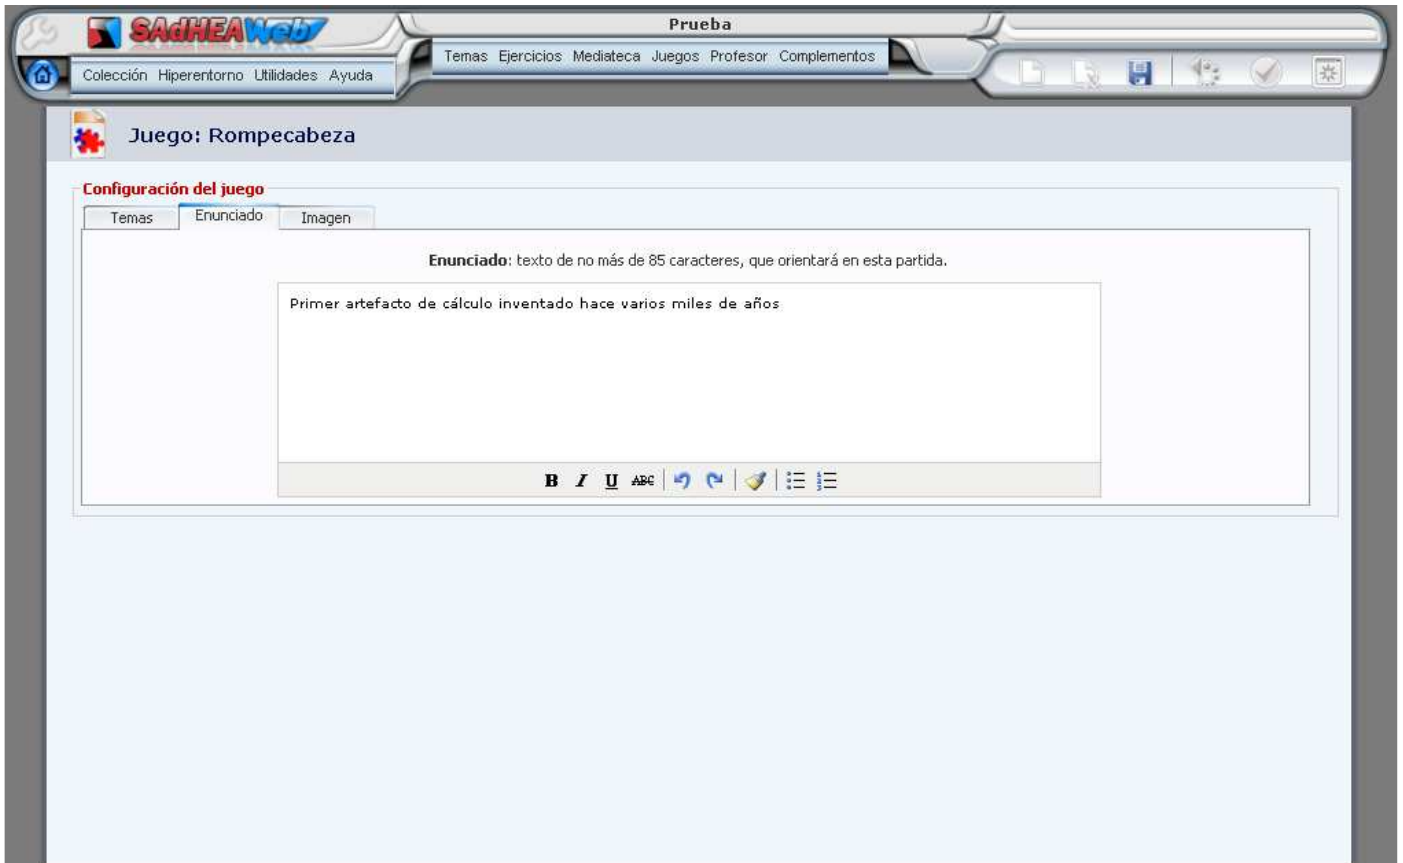 SAdHEAWeb
Prueba
Temas Ejercicios Mediateca Juegos Profesor Complementos
Colección Hiperentorno Utilidades Ayuda
Juego: Rompecabeza
Configuración del juego
Temas Enunciado Imagen
Enunciado: texto de no más de 85 caracteres, que orientará en esta partida.
Primer artefacto de cálculo inventado hace varios miles de años
B I U ABC